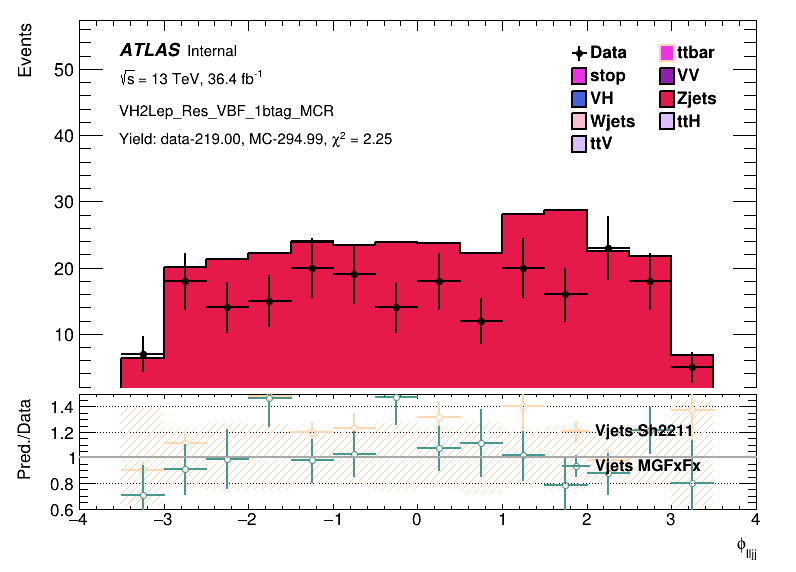 Events
ATLAS Internal
√s = 13 TeV, 36.4 fb⁻¹
VH2Lep_Res_VBF_1btag_MCR
Yield: data-219.00, MC-294.99, χ² = 2.25
Data ttbar
stop VV
VH Zjets
Wjets ttH
ttV
50
40
30
20
10
Pred./Data
1.4
1.2
1
0.8
0.6
Vjets Sh2211
Vjets MGFxFx
−4 −3 −2 −1 0 1 2 3 4
ϕ_lljj